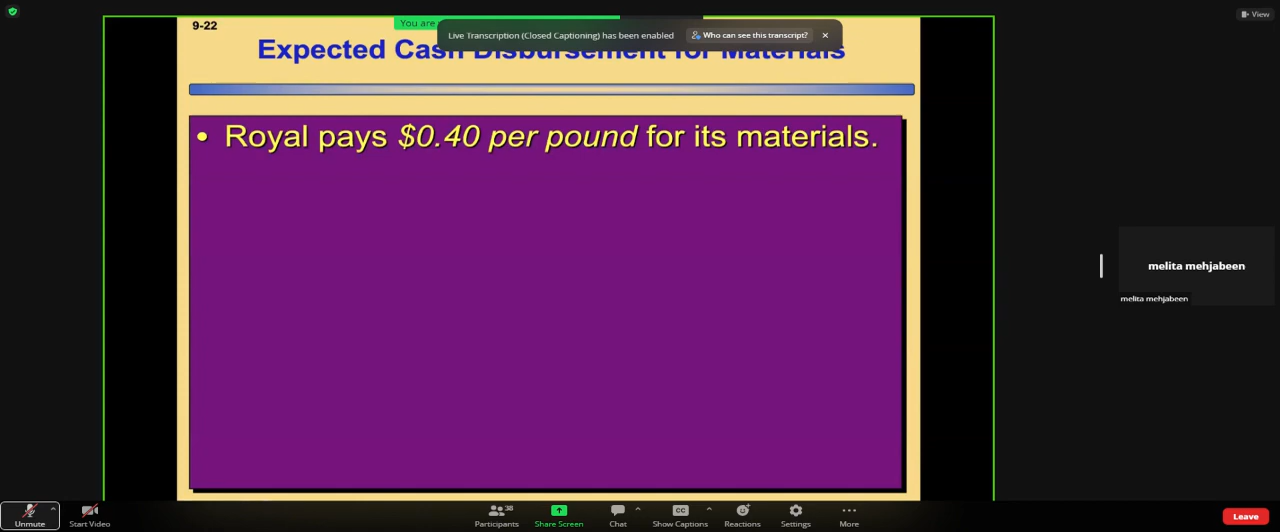 View
9-22
You are
Live Transcription (Closed Captioning) has been enabled
Who can see this transcript?
Expected Cash Disbursement for Materials
• Royal pays $0.40 per pound for its materials.
melita mehjabeen
melita mehjabeen
Unmute
Start Video
38
Participants
Share Screen
Chat
CC
Show Captions
Reactions
Settings
More
Leave